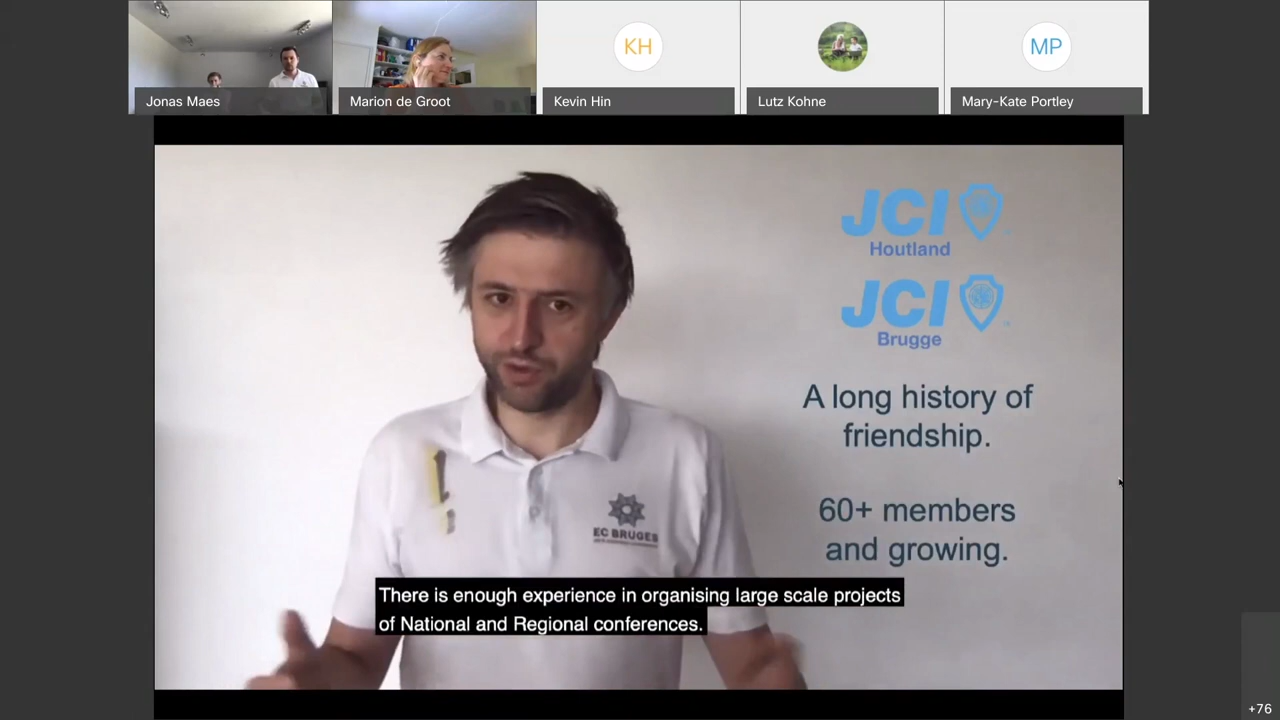 KH
MP
Jonas Maes
Marion de Groot
Kevin Hin
Lutz Kohne
Mary-Kate Portley
JCI
Houtland
JCI
Brugge
A long history of
friendship.
60+ members
and growing.
EC BRUGES
There is enough experience in organising large scale projects
of National and Regional conferences.
+76